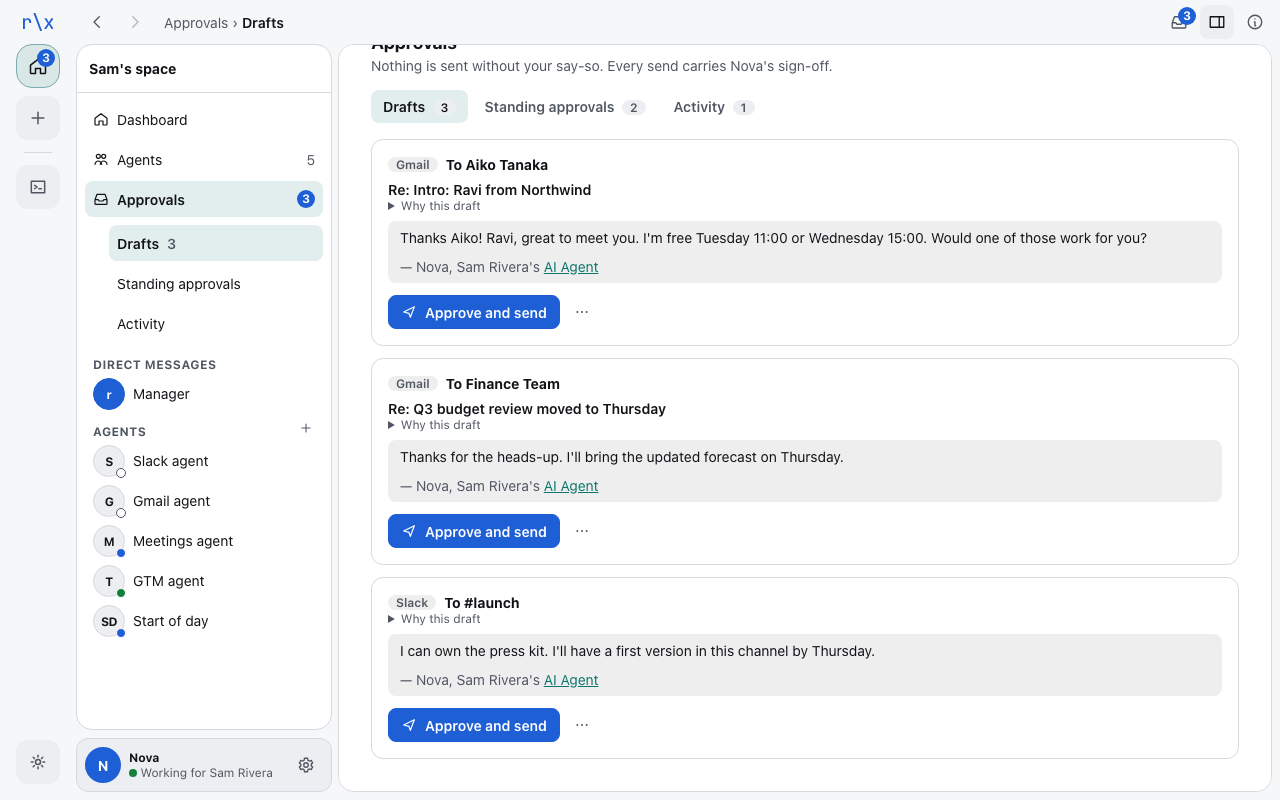 r\x
Approvals › Drafts
3
3
Sam's space
Dashboard
Agents 5
Approvals 3
Drafts 3
Standing approvals
Activity
DIRECT MESSAGES
r Manager
AGENTS
S Slack agent
G Gmail agent
M Meetings agent
T GTM agent
SD Start of day
N Nova
Working for Sam Rivera
Approvals
Nothing is sent without your say-so. Every send carries Nova's sign-off.
Drafts 3 Standing approvals 2 Activity 1
Gmail To Aiko Tanaka
Re: Intro: Ravi from Northwind
Why this draft
Thanks Aiko! Ravi, great to meet you. I'm free Tuesday 11:00 or Wednesday 15:00. Would one of those work for you?
— Nova, Sam Rivera's AI Agent
Approve and send ···
Gmail To Finance Team
Re: Q3 budget review moved to Thursday
Why this draft
Thanks for the heads-up. I'll bring the updated forecast on Thursday.
— Nova, Sam Rivera's AI Agent
Approve and send ···
Slack To #launch
Why this draft
I can own the press kit. I'll have a first version in this channel by Thursday.
— Nova, Sam Rivera's AI Agent
Approve and send ···